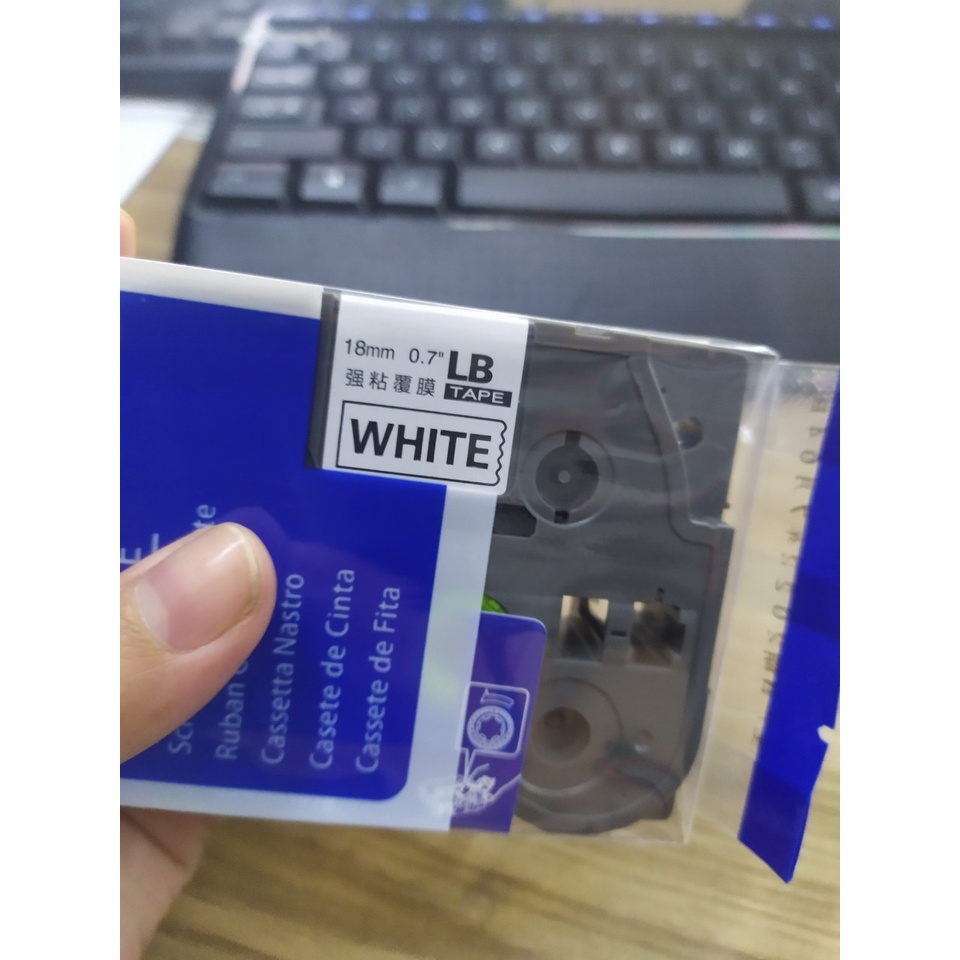 18mm 0.7" LB
强粘覆膜 TAPE
WHITE
Cassetta Nastro
Casete de Cinta
Cassete de Fita
Ruban